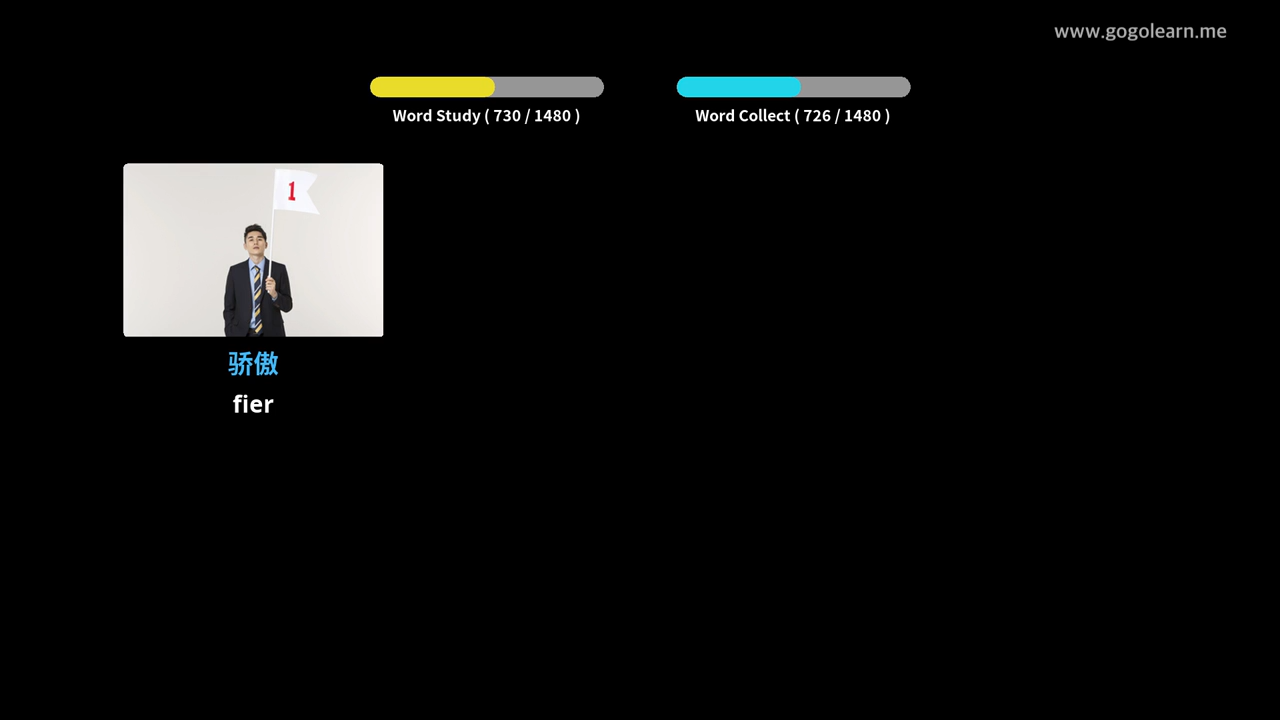 www.gogolearn.me
Word Study ( 730 / 1480 )
Word Collect ( 726 / 1480 )
1
骄傲
fier